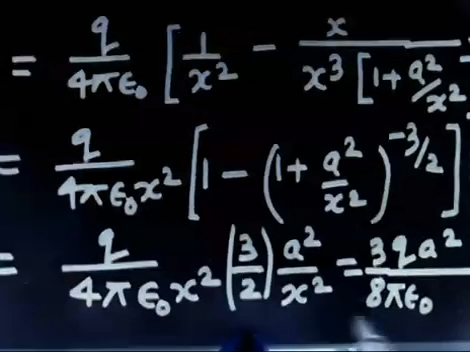 = q/4πε₀ [1/x² − x/x³[1+a²/x²
= q/4πε₀x² [1 − (1+a²/x²)^−3/2]
= q/4πε₀x² (3/2) a²/x² = 3qa²/8πε₀